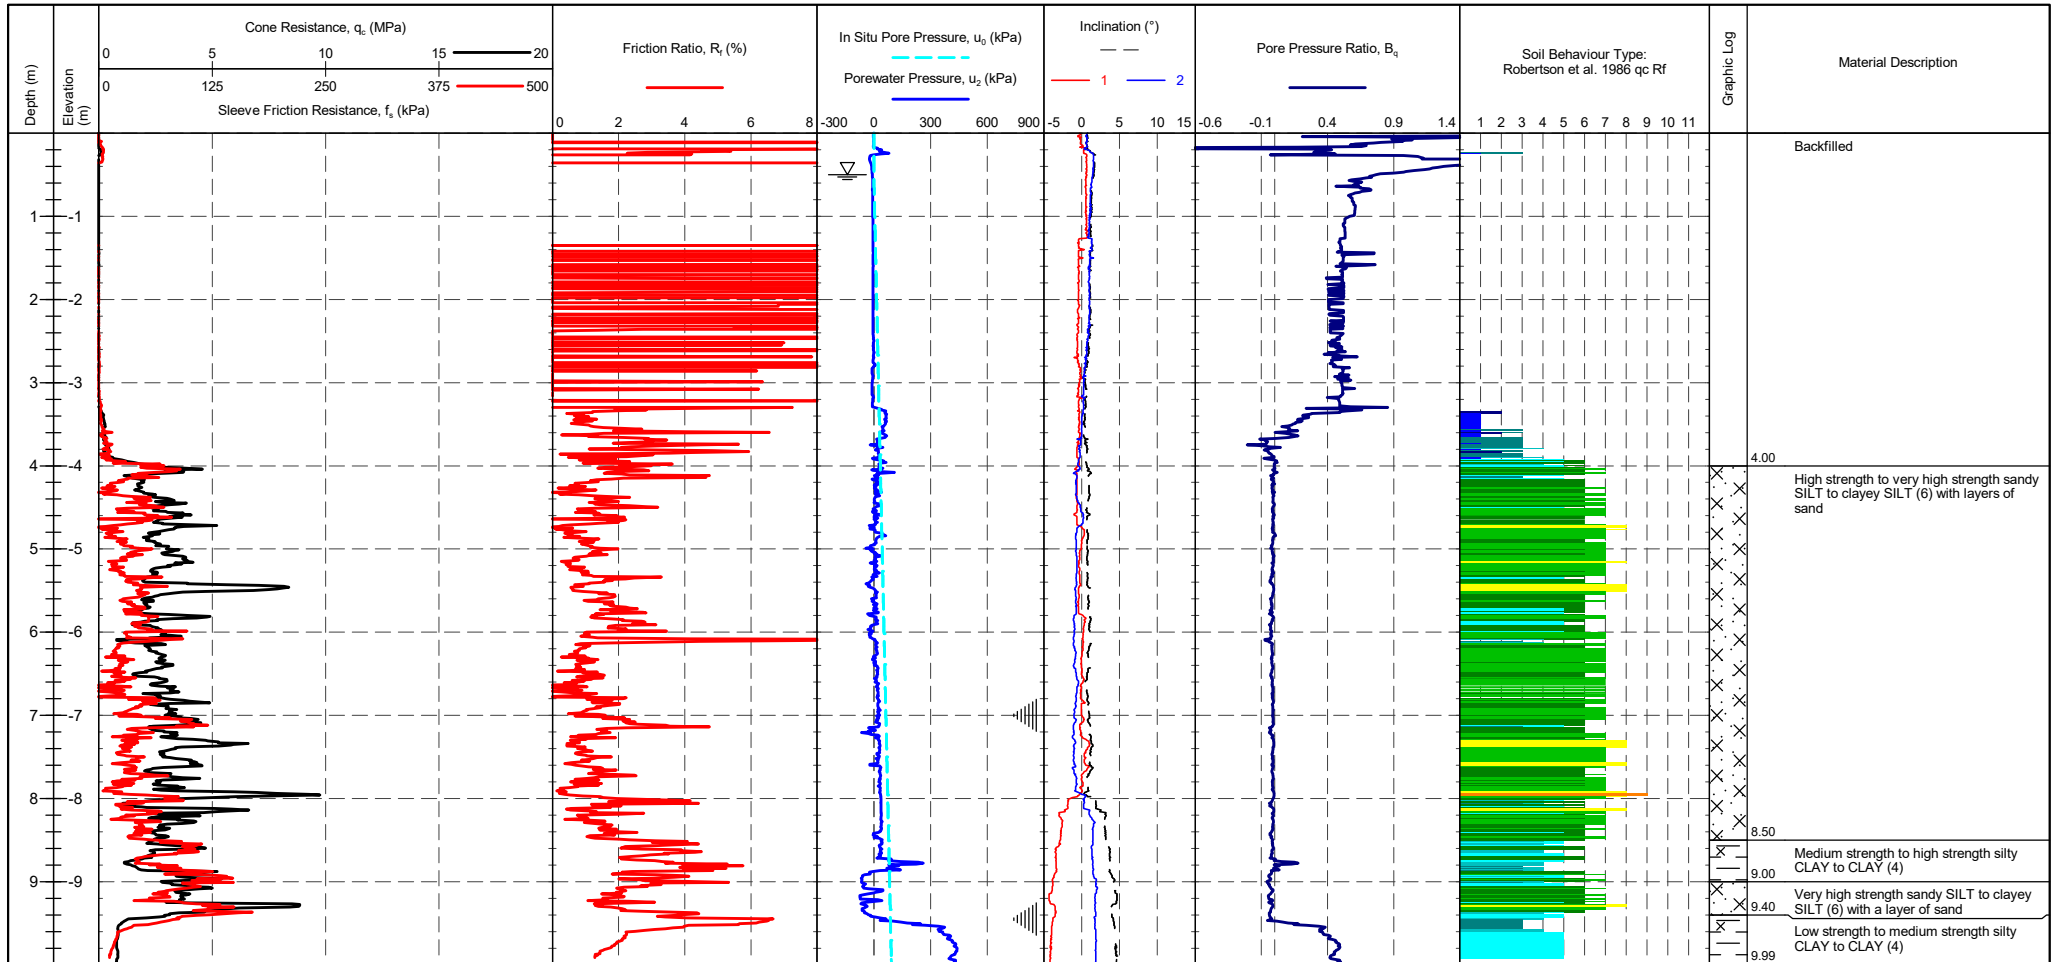 Depth (m)
Elevation (m)
Cone Resistance, qc (MPa)
0 5 10 15 20
0 125 250 375 500
Sleeve Friction Resistance, fs (kPa)
Friction Ratio, Rf (%)
0 2 4 6 8
In Situ Pore Pressure, u0 (kPa)
Porewater Pressure, u2 (kPa)
-300 0 300 600 900
Inclination (°)
1 2
-5 0 5 10 15
Pore Pressure Ratio, Bq
-0.6 -0.1 0.4 0.9 1.4
Soil Behaviour Type:
Robertson et al. 1986 qc Rf
1 2 3 4 5 6 7 8 9 10 11
Graphic Log
Material Description
Backfilled
1 -1
2 -2
3 -3
4 -4
4.00
High strength to very high strength sandy
SILT to clayey SILT (6) with layers of
sand
5 -5
6 -6
7 -7
8 -8
8.50
Medium strength to high strength silty
CLAY to CLAY (4)
9.00
9 -9
Very high strength sandy SILT to clayey
SILT (6) with a layer of sand
9.40
Low strength to medium strength silty
CLAY to CLAY (4)
9.99